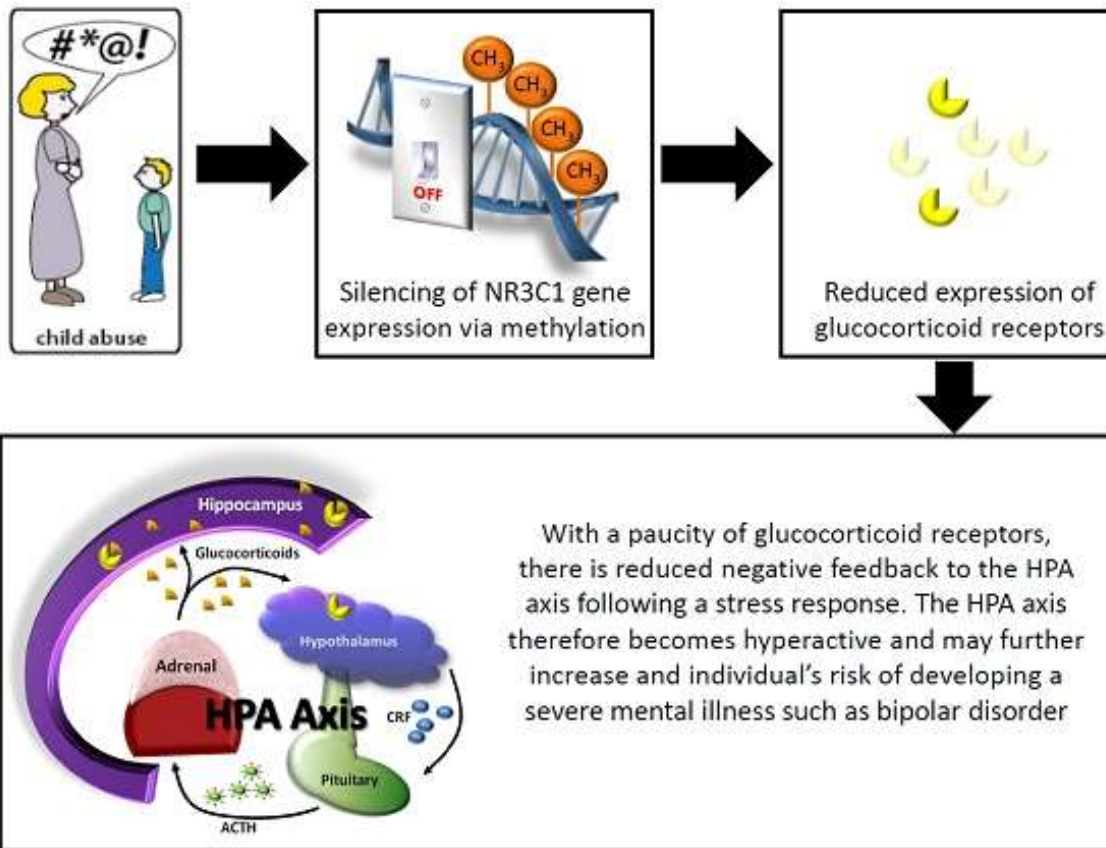 #*@!
child abuse
OFF
CH3
CH3
CH3
CH3
Silencing of NR3C1 gene
expression via methylation
Reduced expression of
glucocorticoid receptors
Hippocampus
Glucocorticoids
Hypothalamus
Adrenal
HPA Axis
CRF
Pituitary
ACTH
With a paucity of glucocorticoid receptors,
there is reduced negative feedback to the HPA
axis following a stress response. The HPA axis
therefore becomes hyperactive and may further
increase and individual's risk of developing a
severe mental illness such as bipolar disorder